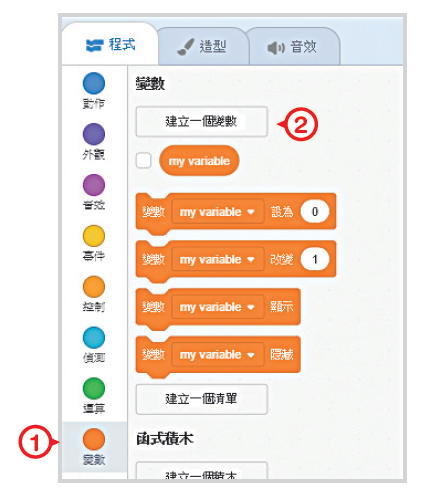 程式 造型 音效
動作
外觀
音效
事件
控制
偵測
運算
① 變數
變數
建立一個變數 ②
my variable
變數 my variable 設為 0
變數 my variable 改變 1
變數 my variable 顯示
變數 my variable 隱藏
建立一個清單
函式積木
建立一個積木